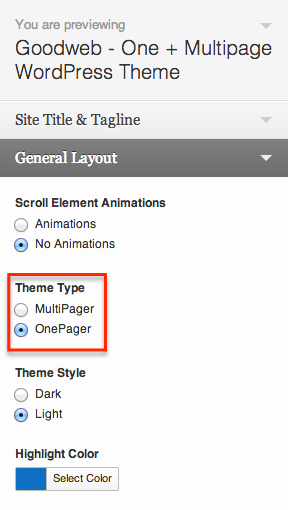 You are previewing
Goodweb - One + Multipage
WordPress Theme
Site Title & Tagline
General Layout
Scroll Element Animations
Animations
No Animations
Theme Type
MultiPager
OnePager
Theme Style
Dark
Light
Highlight Color
Select Color